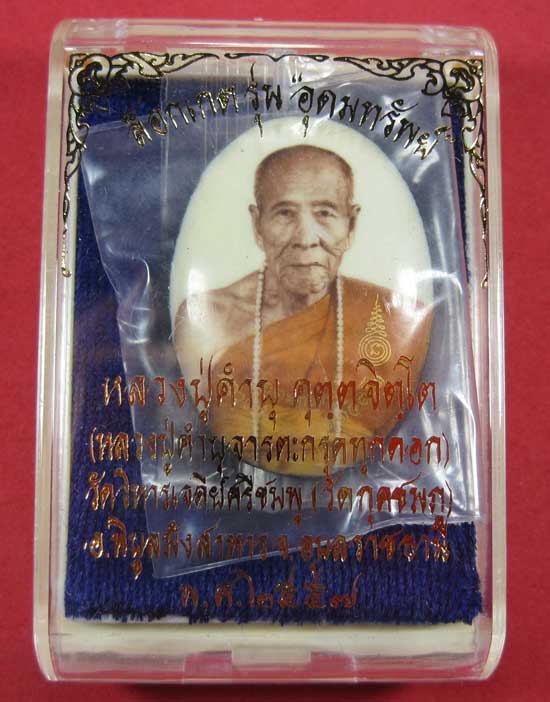 ล็อกเกต รุ่น "อุดมทรัพย์"
หลวงปู่คำพุ คุตฺตจิตฺโต
(หลวงปู่คำพุจารตะกรุดทุกดอก)
วัดวิหารเจดีย์ศรีชมพู (วัดกุดชมภู)
อ.พิบูลมังสาหาร จ.อุบลราชธานี
พ.ศ.๒๕๕๗